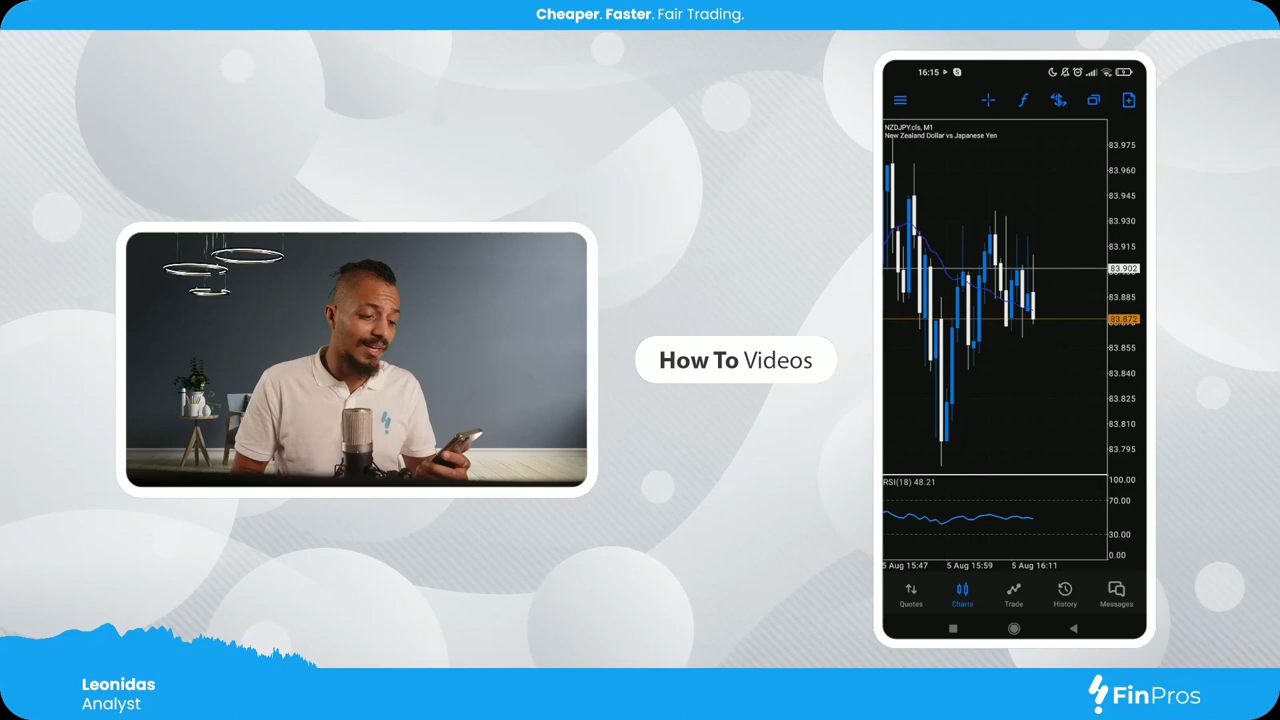 Cheaper. Faster. Fair Trading.
16:15
9
NZDJPY.cls, M1
New Zealand Dollar vs Japanese Yen
83.975
83.960
83.945
83.930
83.915
83.902
83.885
83.872
83.855
83.840
83.825
83.810
83.795
How To Videos
RSI(18) 48.21
100.00
70.00
30.00
0.00
5 Aug 15:47
5 Aug 15:59
5 Aug 16:11
Quotes
Charts
Trade
History
Messages
Leonidas
Analyst
FinPros